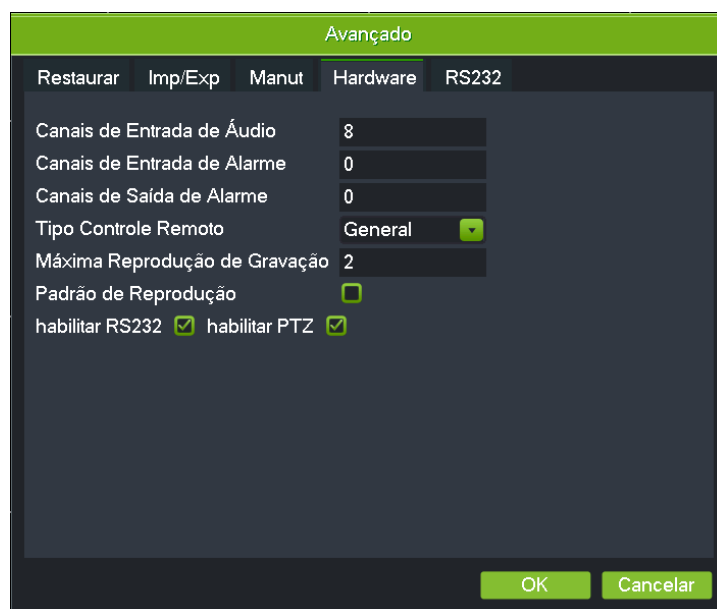 Avançado
Restaurar Imp/Exp Manut Hardware RS232
Canais de Entrada de Áudio 8
Canais de Entrada de Alarme 0
Canais de Saída de Alarme 0
Tipo Controle Remoto General
Máxima Reprodução de Gravação 2
Padrão de Reprodução
habilitar RS232 habilitar PTZ
OK Cancelar